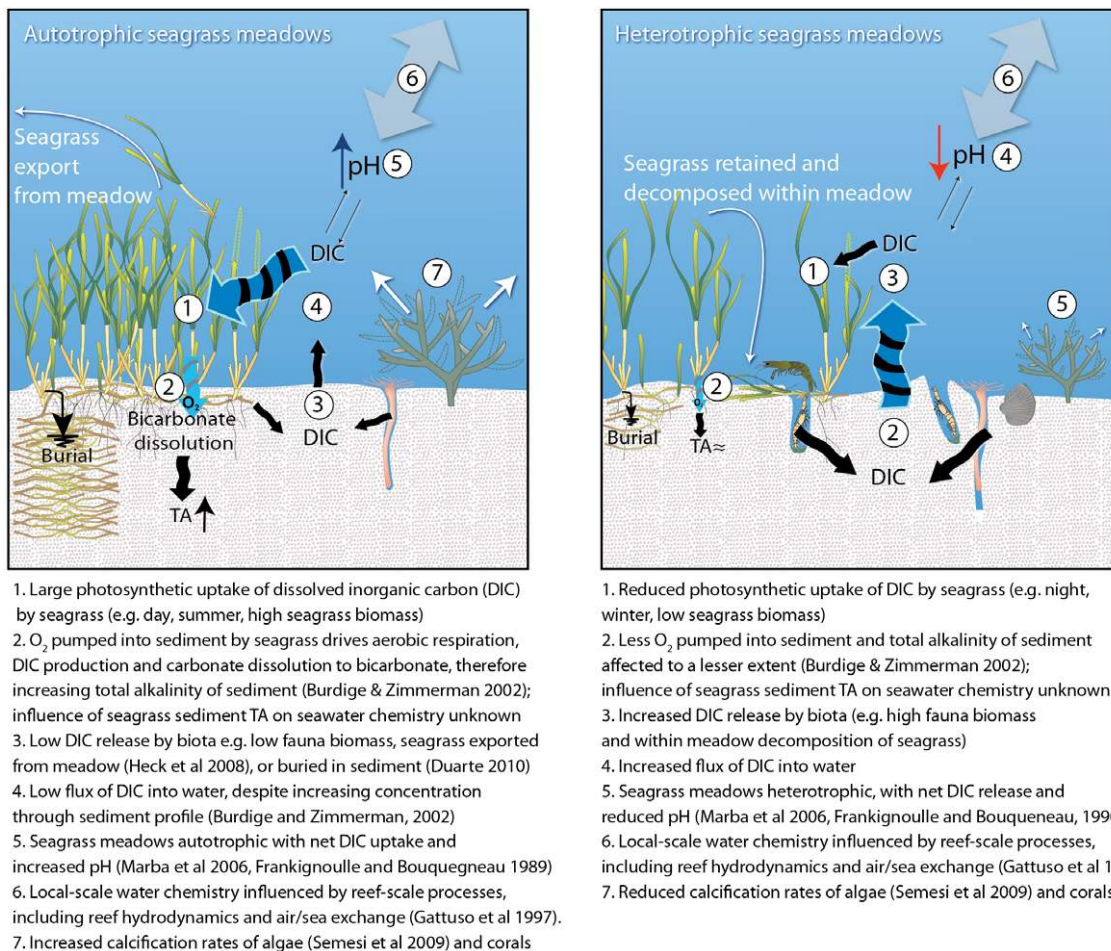 Autotrophic seagrass meadows
6
Seagrass
export
from meadow
pH
5
DIC
7
1
4
2
O2
Bicarbonate
dissolution
3
DIC
Burial
TA
1. Large photosynthetic uptake of dissolved inorganic carbon (DIC)
by seagrass (e.g. day, summer, high seagrass biomass)
2. O2 pumped into sediment by seagrass drives aerobic respiration,
DIC production and carbonate dissolution to bicarbonate, therefore
increasing total alkalinity of sediment (Burdige & Zimmerman 2002);
influence of seagrass sediment TA on seawater chemistry unknown
3. Low DIC release by biota e.g. low fauna biomass, seagrass exported
from meadow (Heck et al 2008), or buried in sediment (Duarte 2010)
4. Low flux of DIC into water, despite increasing concentration
through sediment profile (Burdige and Zimmerman, 2002)
5. Seagrass meadows autotrophic with net DIC uptake and
increased pH (Marba et al 2006, Frankignoulle and Bouquegneau 1989)
6. Local-scale water chemistry influenced by reef-scale processes,
including reef hydrodynamics and air/sea exchange (Gattuso et al 1997).
7. Increased calcification rates of algae (Semesi et al 2009) and corals
Heterotrophic seagrass meadows
6
pH
4
Seagrass retained and
decomposed within meadow
DIC
1
3
5
2
O2
Burial
TA≈
2
DIC
1. Reduced photosynthetic uptake of DIC by seagrass (e.g. night,
winter, low seagrass biomass)
2. Less O2 pumped into sediment and total alkalinity of sediment
affected to a lesser extent (Burdige & Zimmerman 2002);
influence of seagrass sediment TA on seawater chemistry unknown
3. Increased DIC release by biota (e.g. high fauna biomass
and within meadow decomposition of seagrass)
4. Increased flux of DIC into water
5. Seagrass meadows heterotrophic, with net DIC release and
reduced pH (Marba et al 2006, Frankignoulle and Bouqueneau,
6. Local-scale water chemistry influenced by reef-scale processes,
including reef hydrodynamics and air/sea exchange (Gattuso et al
7. Reduced calcification rates of algae (Semesi et al 2009) and corals